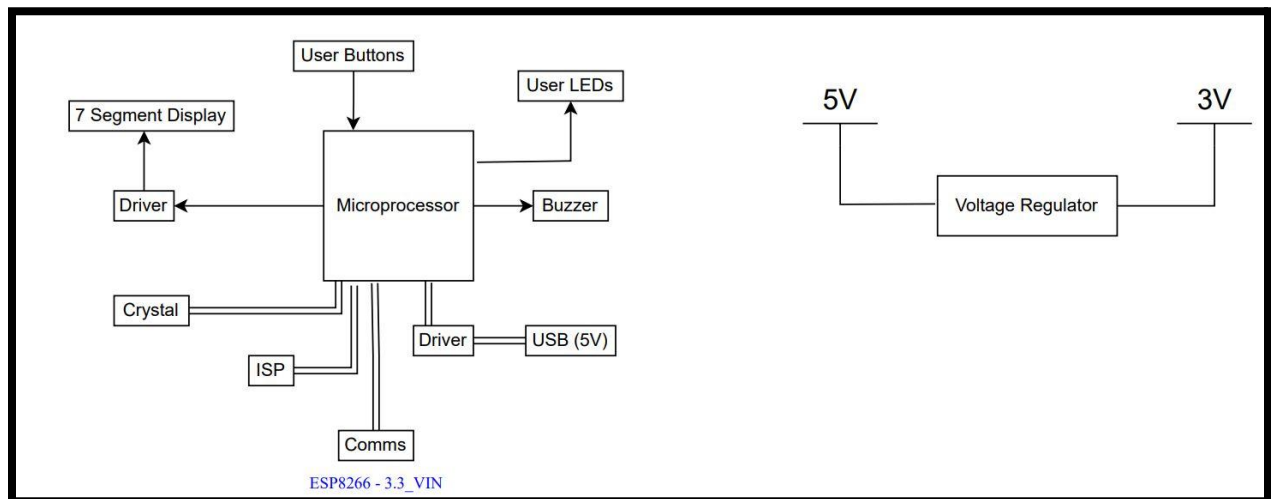 User Buttons
User LEDs
7 Segment Display
Driver
Microprocessor
Buzzer
Crystal
Driver
USB (5V)
ISP
Comms
ESP8266 - 3.3_VIN
5V
3V
Voltage Regulator